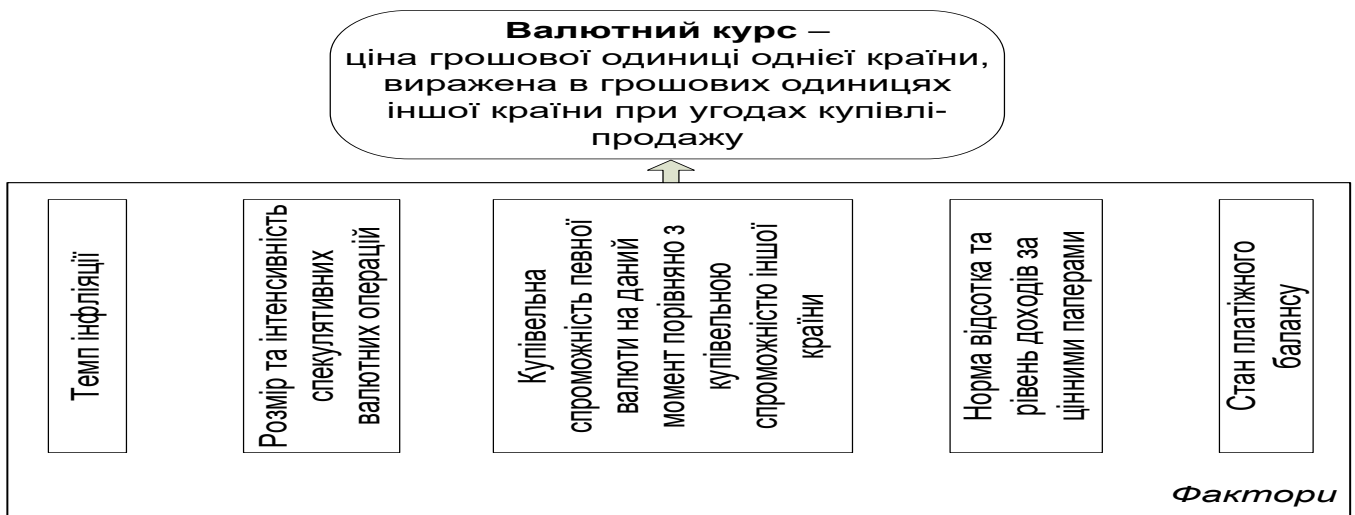 Валютний курс –
ціна грошової одиниці однієї країни,
виражена в грошових одиницях
іншої країни при угодах купівлі-
продажу
Темп інфляції
Розмір та інтенсивність
спекулятивних
валютних операцій
Купівельна
спроможність певної
валюти на даний
момент порівняно з
купівельною
спроможністю іншої
країни
Норма відсотка та
рівень доходів за
цінними паперами
Стан платіжного
балансу
Фактори